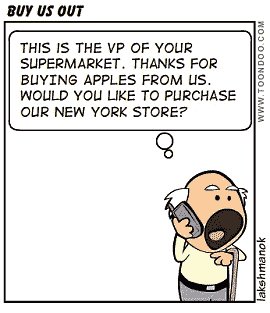 BUY US OUT
THIS IS THE VP OF YOUR
SUPERMARKET. THANKS FOR
BUYING APPLES FROM US.
WOULD YOU LIKE TO PURCHASE
OUR NEW YORK STORE?
© WWW.TOONDOO.COM
lakshmanok